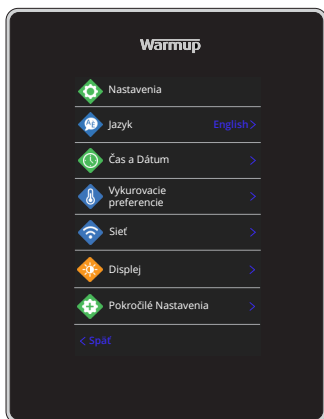 Warmup
Nastavenia
Jazyk English >
Čas a Dátum >
Vykurovacie
preferencie >
Sieť >
Displej >
Pokročilé Nastavenia >
< Späť